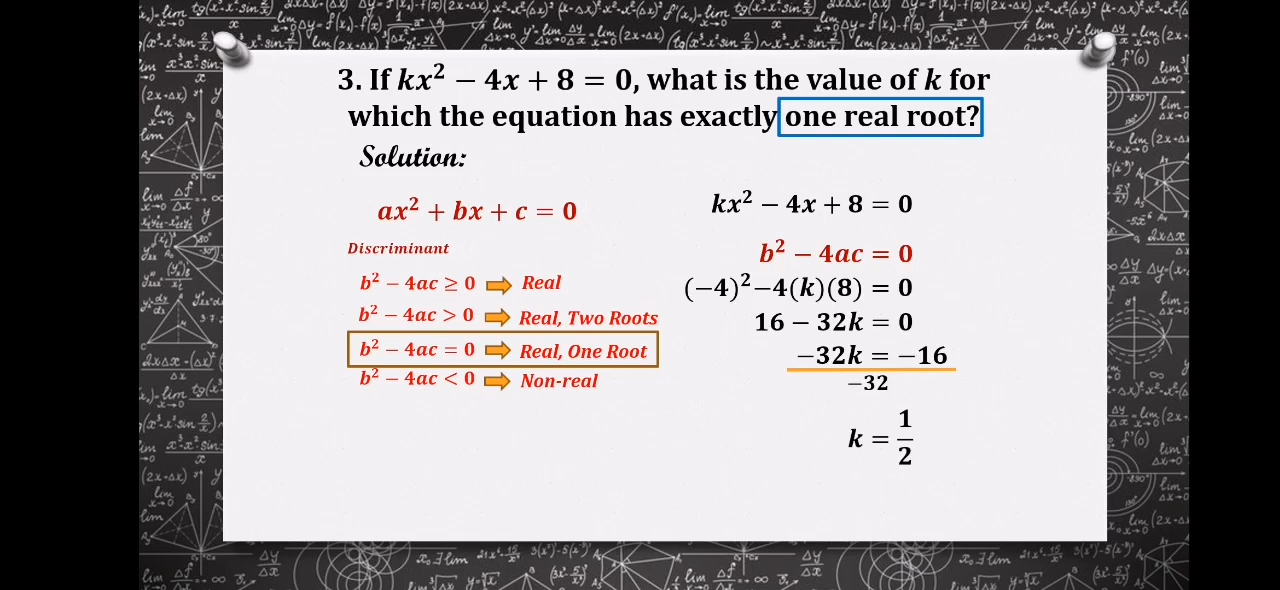 3. If kx² − 4x + 8 = 0, what is the value of k for
which the equation has exactly one real root?
Solution:
ax² + bx + c = 0
Discriminant
b² − 4ac ≥ 0 ➡ Real
b² − 4ac > 0 ➡ Real, Two Roots
b² − 4ac = 0 ➡ Real, One Root
b² − 4ac < 0 ➡ Non-real
kx² − 4x + 8 = 0
b² − 4ac = 0
(−4)²−4(k)(8) = 0
16 − 32k = 0
−32k = −16
−32
k = 1/2